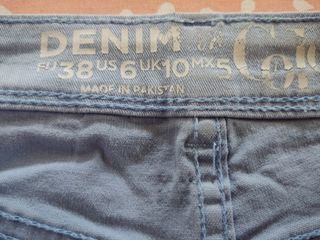 DENIM
EU 38 US 6 UK 10 MX 5
MADE IN PAKISTAN